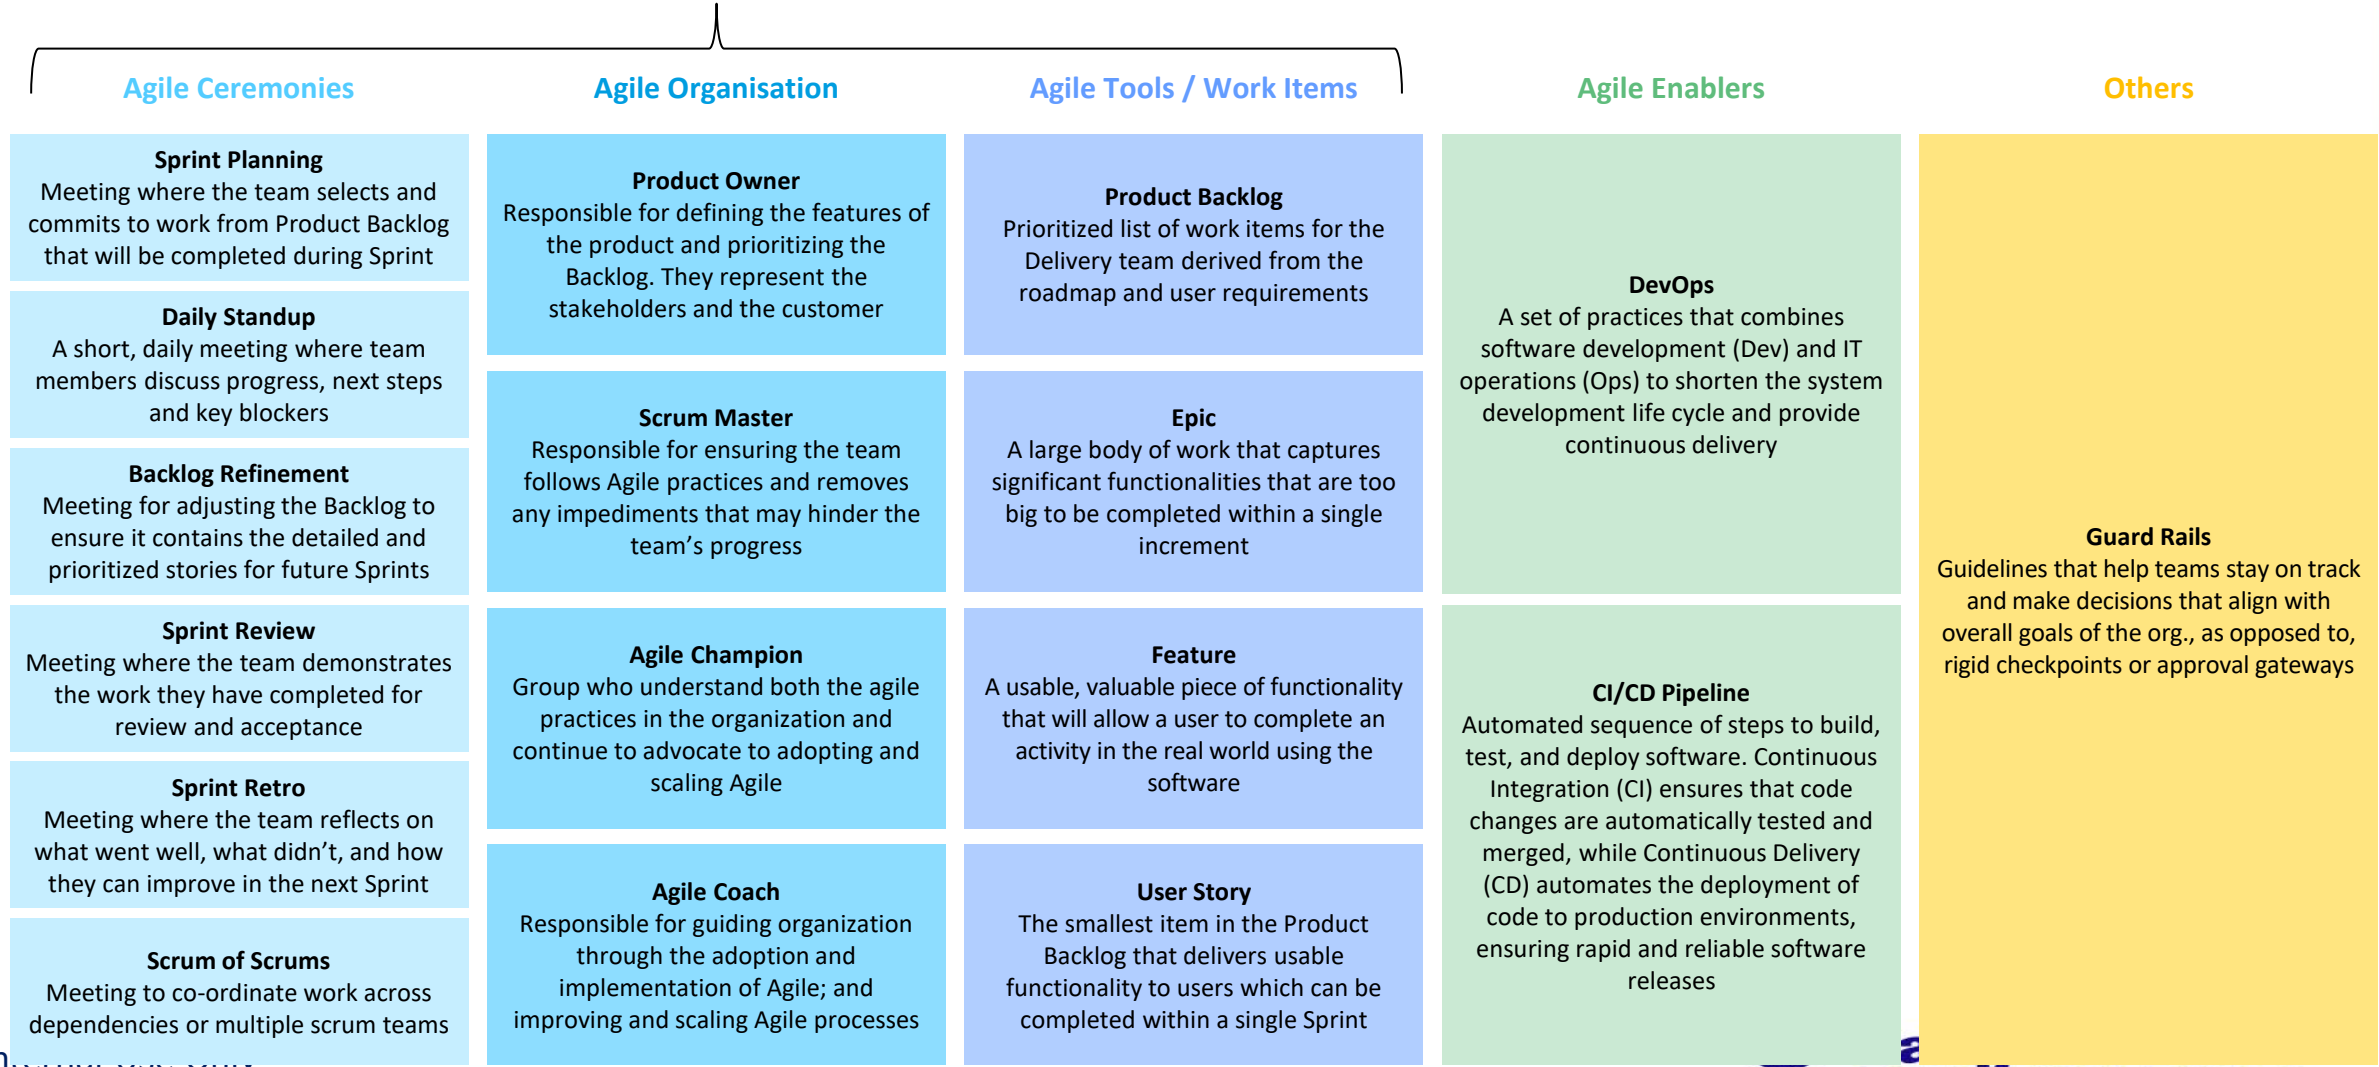 Agile Ceremonies
Sprint Planning
Meeting where the team selects and
commits to work from Product Backlog
that will be completed during Sprint
Daily Standup
A short, daily meeting where team
members discuss progress, next steps
and key blockers
Backlog Refinement
Meeting for adjusting the Backlog to
ensure it contains the detailed and
prioritized stories for future Sprints
Sprint Review
Meeting where the team demonstrates
the work they have completed for
review and acceptance
Sprint Retro
Meeting where the team reflects on
what went well, what didn’t, and how
they can improve in the next Sprint
Scrum of Scrums
Meeting to co-ordinate work across
dependencies or multiple scrum teams
Agile Organisation
Product Owner
Responsible for defining the features of
the product and prioritizing the
Backlog. They represent the
stakeholders and the customer
Scrum Master
Responsible for ensuring the team
follows Agile practices and removes
any impediments that may hinder the
team’s progress
Agile Champion
Group who understand both the agile
practices in the organization and
continue to advocate to adopting and
scaling Agile
Agile Coach
Responsible for guiding organization
through the adoption and
implementation of Agile; and
improving and scaling Agile processes
Agile Tools / Work Items
Product Backlog
Prioritized list of work items for the
Delivery team derived from the
roadmap and user requirements
Epic
A large body of work that captures
significant functionalities that are too
big to be completed within a single
increment
Feature
A usable, valuable piece of functionality
that will allow a user to complete an
activity in the real world using the
software
User Story
The smallest item in the Product
Backlog that delivers usable
functionality to users which can be
completed within a single Sprint
Agile Enablers
DevOps
A set of practices that combines
software development (Dev) and IT
operations (Ops) to shorten the system
development life cycle and provide
continuous delivery
CI/CD Pipeline
Automated sequence of steps to build,
test, and deploy software. Continuous
Integration (CI) ensures that code
changes are automatically tested and
merged, while Continuous Delivery
(CD) automates the deployment of
code to production environments,
ensuring rapid and reliable software
releases
Others
Guard Rails
Guidelines that help teams stay on track
and make decisions that align with
overall goals of the org., as opposed to,
rigid checkpoints or approval gateways